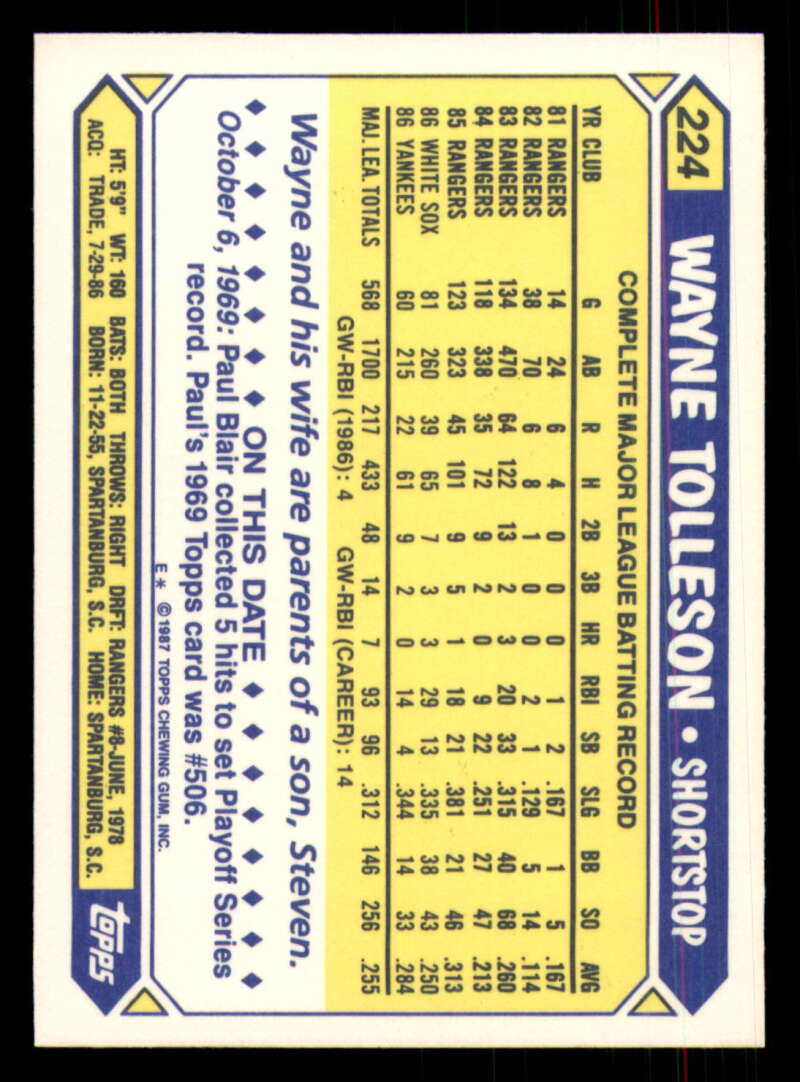 224 WAYNE TOLLESON • SHORTSTOP
COMPLETE MAJOR LEAGUE BATTING RECORD
YR CLUB G AB R H 2B 3B HR RBI SB SLG BB SO AVG
81 RANGERS 14 24 6 4 0 0 0 1 2 .167 1 5 .167
82 RANGERS 38 70 6 8 1 0 0 2 1 .129 5 14 .114
83 RANGERS 134 470 64 122 13 2 3 20 33 .315 40 68 .260
84 RANGERS 118 338 35 72 9 2 0 9 22 .251 27 47 .213
85 RANGERS 123 323 45 101 9 5 1 18 21 .381 21 46 .313
86 WHITE SOX 81 260 39 65 7 3 3 29 13 .335 38 43 .250
86 YANKEES 60 215 22 61 9 2 0 14 4 .344 14 33 .284
MAJ. LEA. TOTALS 568 1700 217 433 48 14 7 93 96 .312 146 256 .255
GW-RBI (1986): 4 GW-RBI (CAREER): 14
Wayne and his wife are parents of a son, Steven.
♦ ♦ ♦ ♦ ♦ ♦ ♦ ♦ ON THIS DATE ♦ ♦ ♦ ♦ ♦ ♦ ♦ ♦
October 6, 1969: Paul Blair collected 5 hits to set Playoff Series
record. Paul's 1969 Topps card was #506.
E* ©1987 TOPPS CHEWING GUM, INC.
HT: 5'9" WT: 160 BATS: BOTH THROWS: RIGHT DRFT: RANGERS #8-JUNE, 1978
ACQ: TRADE, 7-29-86 BORN: 11-22-55, SPARTANBURG, S.C. HOME: SPARTANBURG, S.C.
topps